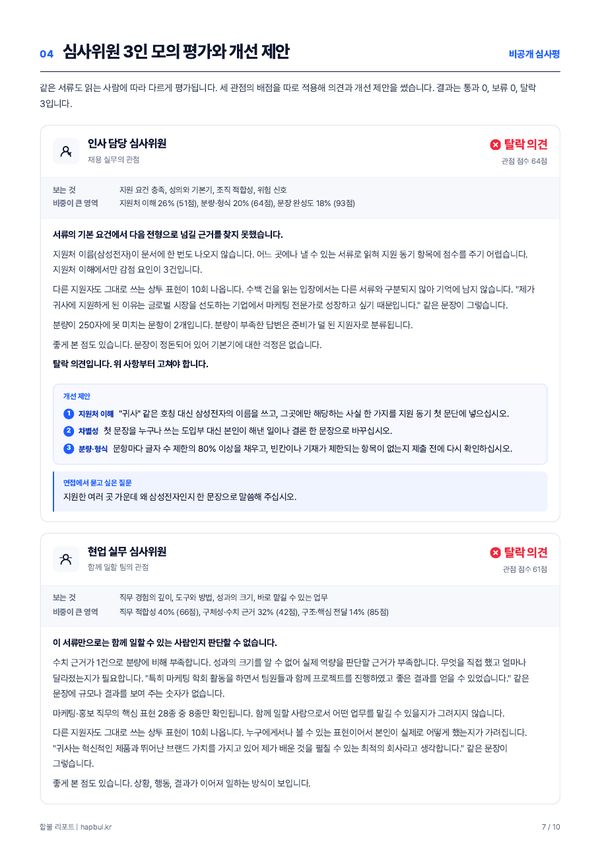 04 심사위원 3인 모의 평가와 개선 제안
비공개 심사평
같은 서류도 읽는 사람에 따라 다르게 평가됩니다. 세 관점의 배점을 따로 적용해 의견과 개선 제안을 썼습니다. 결과는 통과 0, 보류 0, 탈락
3입니다.
인사 담당 심사위원
채용 실무의 관점
탈락 의견
관점 점수 64점
보는 것 지원 요건 충족, 성의와 기본기, 조직 적합성, 위험 신호
비중이 큰 영역 지원처 이해 26% (51점), 분량·형식 20% (64점), 문장 완성도 18% (93점)
서류의 기본 요건에서 다음 전형으로 넘길 근거를 찾지 못했습니다.
지원처 이름(삼성전자)이 문서에 한 번도 나오지 않습니다. 어느 곳에나 낼 수 있는 서류로 읽혀 지원 동기 항목에 점수를 주기 어렵습니다.
지원처 이해에서만 감점 요인이 3건입니다.
다른 지원자도 그대로 쓰는 상투 표현이 10회 나옵니다. 수백 건을 읽는 입장에서는 다른 서류와 구분되지 않아 기억에 남지 않습니다. "제가
귀사에 지원하게 된 이유는 글로벌 시장을 선도하는 기업에서 마케팅 전문가로 성장하고 싶기 때문입니다." 같은 문장이 그렇습니다.
분량이 250자에 못 미치는 문항이 2개입니다. 분량이 부족한 답변은 준비가 덜 된 지원자로 분류됩니다.
좋게 본 점도 있습니다. 문장이 정돈되어 있어 기본기에 대한 걱정은 없습니다.
탈락 의견입니다. 위 사항부터 고쳐야 합니다.
개선 제안
1 지원처 이해 "귀사" 같은 호칭 대신 삼성전자의 이름을 쓰고, 그곳에만 해당하는 사실 한 가지를 지원 동기 첫 문단에 넣으십시오.
2 차별성 첫 문장을 누구나 쓰는 도입부 대신 본인이 해낸 일이나 결론 한 문장으로 바꾸십시오.
3 분량·형식 문항마다 글자 수 제한의 80% 이상을 채우고, 빈칸이나 기재가 제한되는 항목이 없는지 제출 전에 다시 확인하십시오.
면접에서 묻고 싶은 질문
지원한 여러 곳 가운데 왜 삼성전자인지 한 문장으로 말씀해 주십시오.
현업 실무 심사위원
함께 일할 팀의 관점
탈락 의견
관점 점수 61점
보는 것 직무 경험의 깊이, 도구와 방법, 성과의 크기, 바로 맡길 수 있는 업무
비중이 큰 영역 직무 적합성 40% (66점), 구체성·수치 근거 32% (42점), 구조·핵심 전달 14% (85점)
이 서류만으로는 함께 일할 수 있는 사람인지 판단할 수 없습니다.
수치 근거가 1건으로 분량에 비해 부족합니다. 성과의 크기를 알 수 없어 실제 역량을 판단할 근거가 부족합니다. 무엇을 직접 했고 얼마나
달라졌는지가 필요합니다. "특히 마케팅 학회 활동을 하면서 팀원들과 함께 프로젝트를 진행하였고 좋은 결과를 얻을 수 있었습니다." 같은
문장에 규모나 결과를 보여 주는 숫자가 없습니다.
마케팅·홍보 직무의 핵심 표현 28종 중 8종만 확인됩니다. 함께 일할 사람으로서 어떤 업무를 맡길 수 있을지가 그려지지 않습니다.
다른 지원자도 그대로 쓰는 상투 표현이 10회 나옵니다. 누구에게서나 볼 수 있는 표현이어서 본인이 실제로 어떻게 했는지가 가려집니다.
"귀사는 혁신적인 제품과 뛰어난 브랜드 가치를 가지고 있어 제가 배운 것을 펼칠 수 있는 최적의 회사라고 생각합니다." 같은 문장이
그렇습니다.
좋게 본 점도 있습니다. 상황, 행동, 결과가 이어져 일하는 방식이 보입니다.
합불 리포트 | hapbul.kr
7 / 10